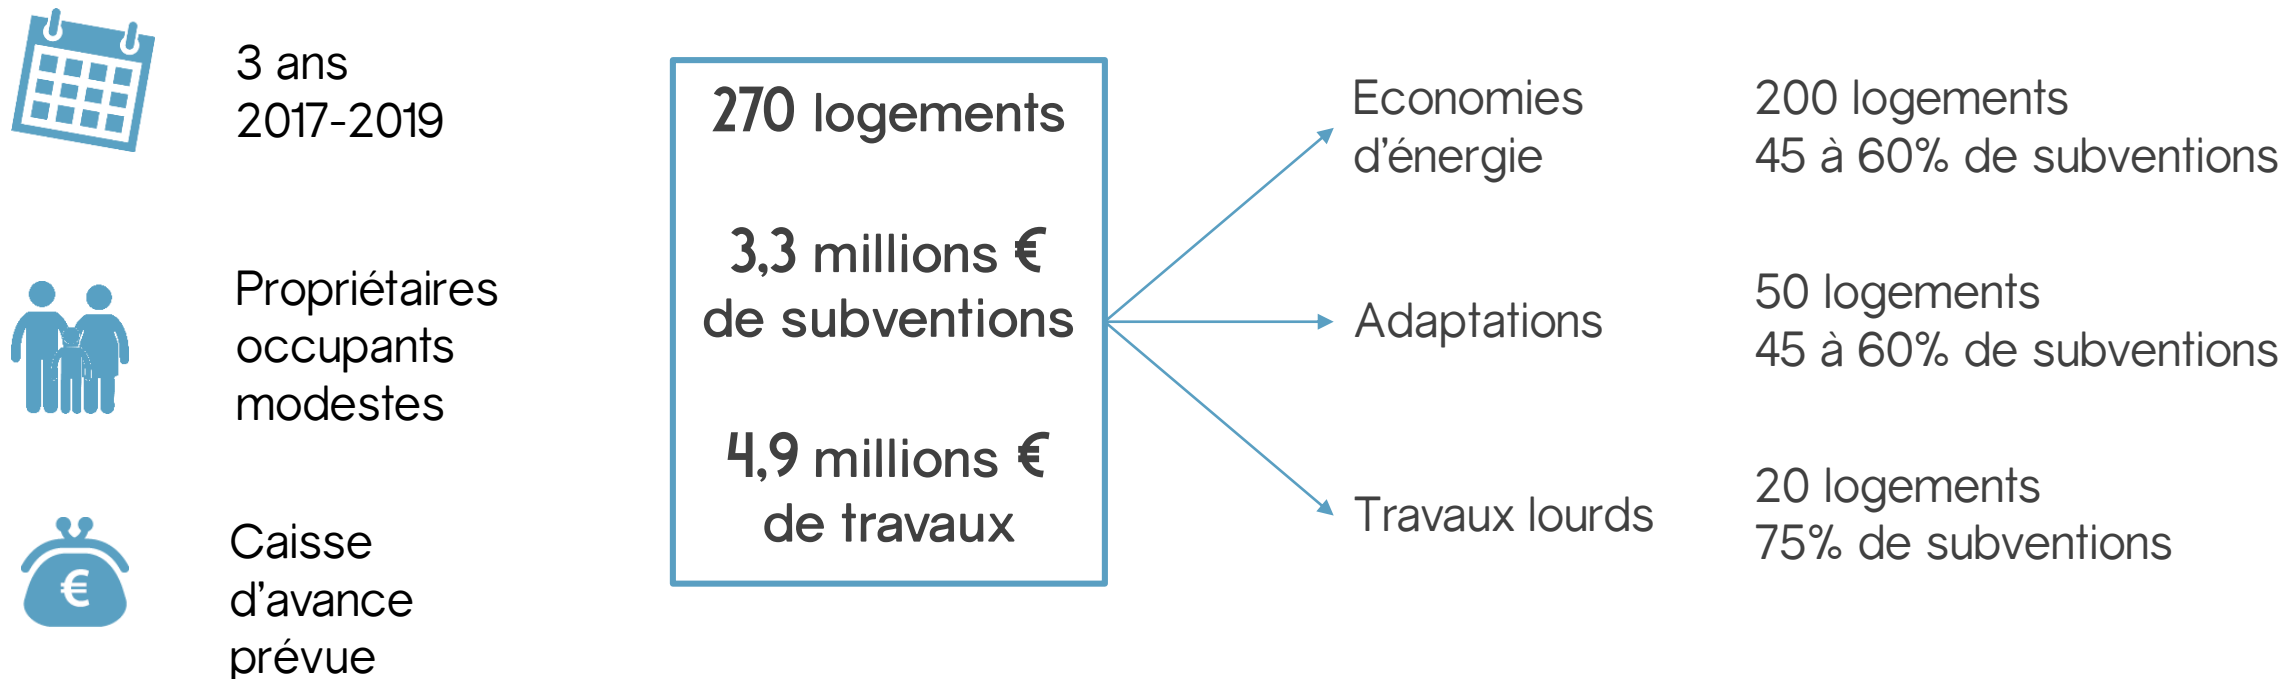 3 ans
2017-2019
Propriétaires
occupants
modestes
€
Caisse
d'avance
prévue
270 logements
3,3 millions €
de subventions
4,9 millions €
de travaux
Economies
d'énergie
200 logements
45 à 60% de subventions
Adaptations
50 logements
45 à 60% de subventions
Travaux lourds
20 logements
75% de subventions